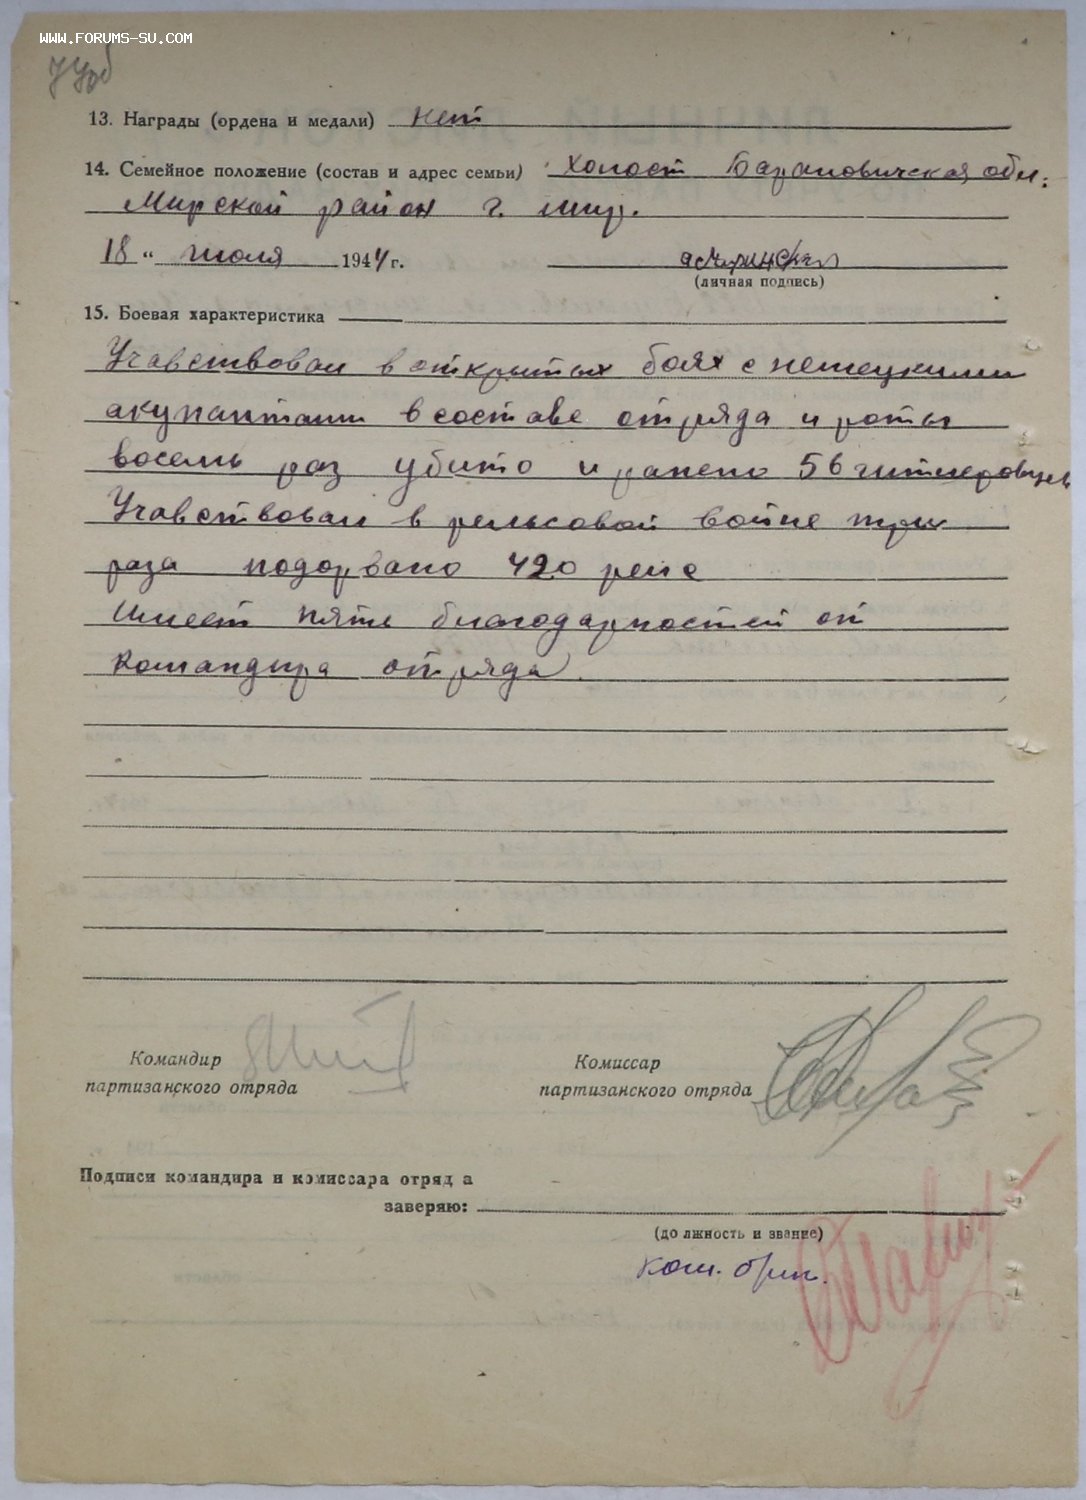 WWW.FORUMS-SU.COM
13. Награды (ордена и медали) нет
14. Семейное положение (состав и адрес семьи) Холост Барановичская обл.
Мирский район г. Мир.
18 " июля 1944 г.
(личная подпись)
15. Боевая характеристика
Учавствовал в открытых боях с немецкими
акупантами в составе отряда и роты
восемь раз убито и ранено 56 гитлеровцев
Учавствовал в рельсовой войне три
раза подорвано 420 рельс
Имеет пять благодарностей от
командира отряда
Командир
партизанского отряда
Комиссар
партизанского отряда
Подписи командира и комиссара отряда
заверяю:
(должность и звание)
ком. бриг.